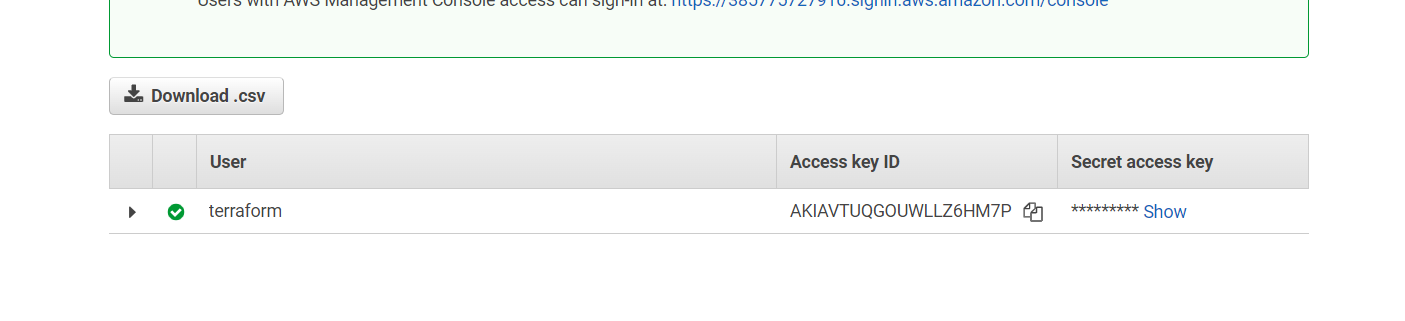 Users with AWS Management Console access can sign-in at: https://385775727916.signin.aws.amazon.com/console
Download .csv
User Access key ID Secret access key
terraform AKIAVTUQGOUWLLZ6HM7P ********* Show